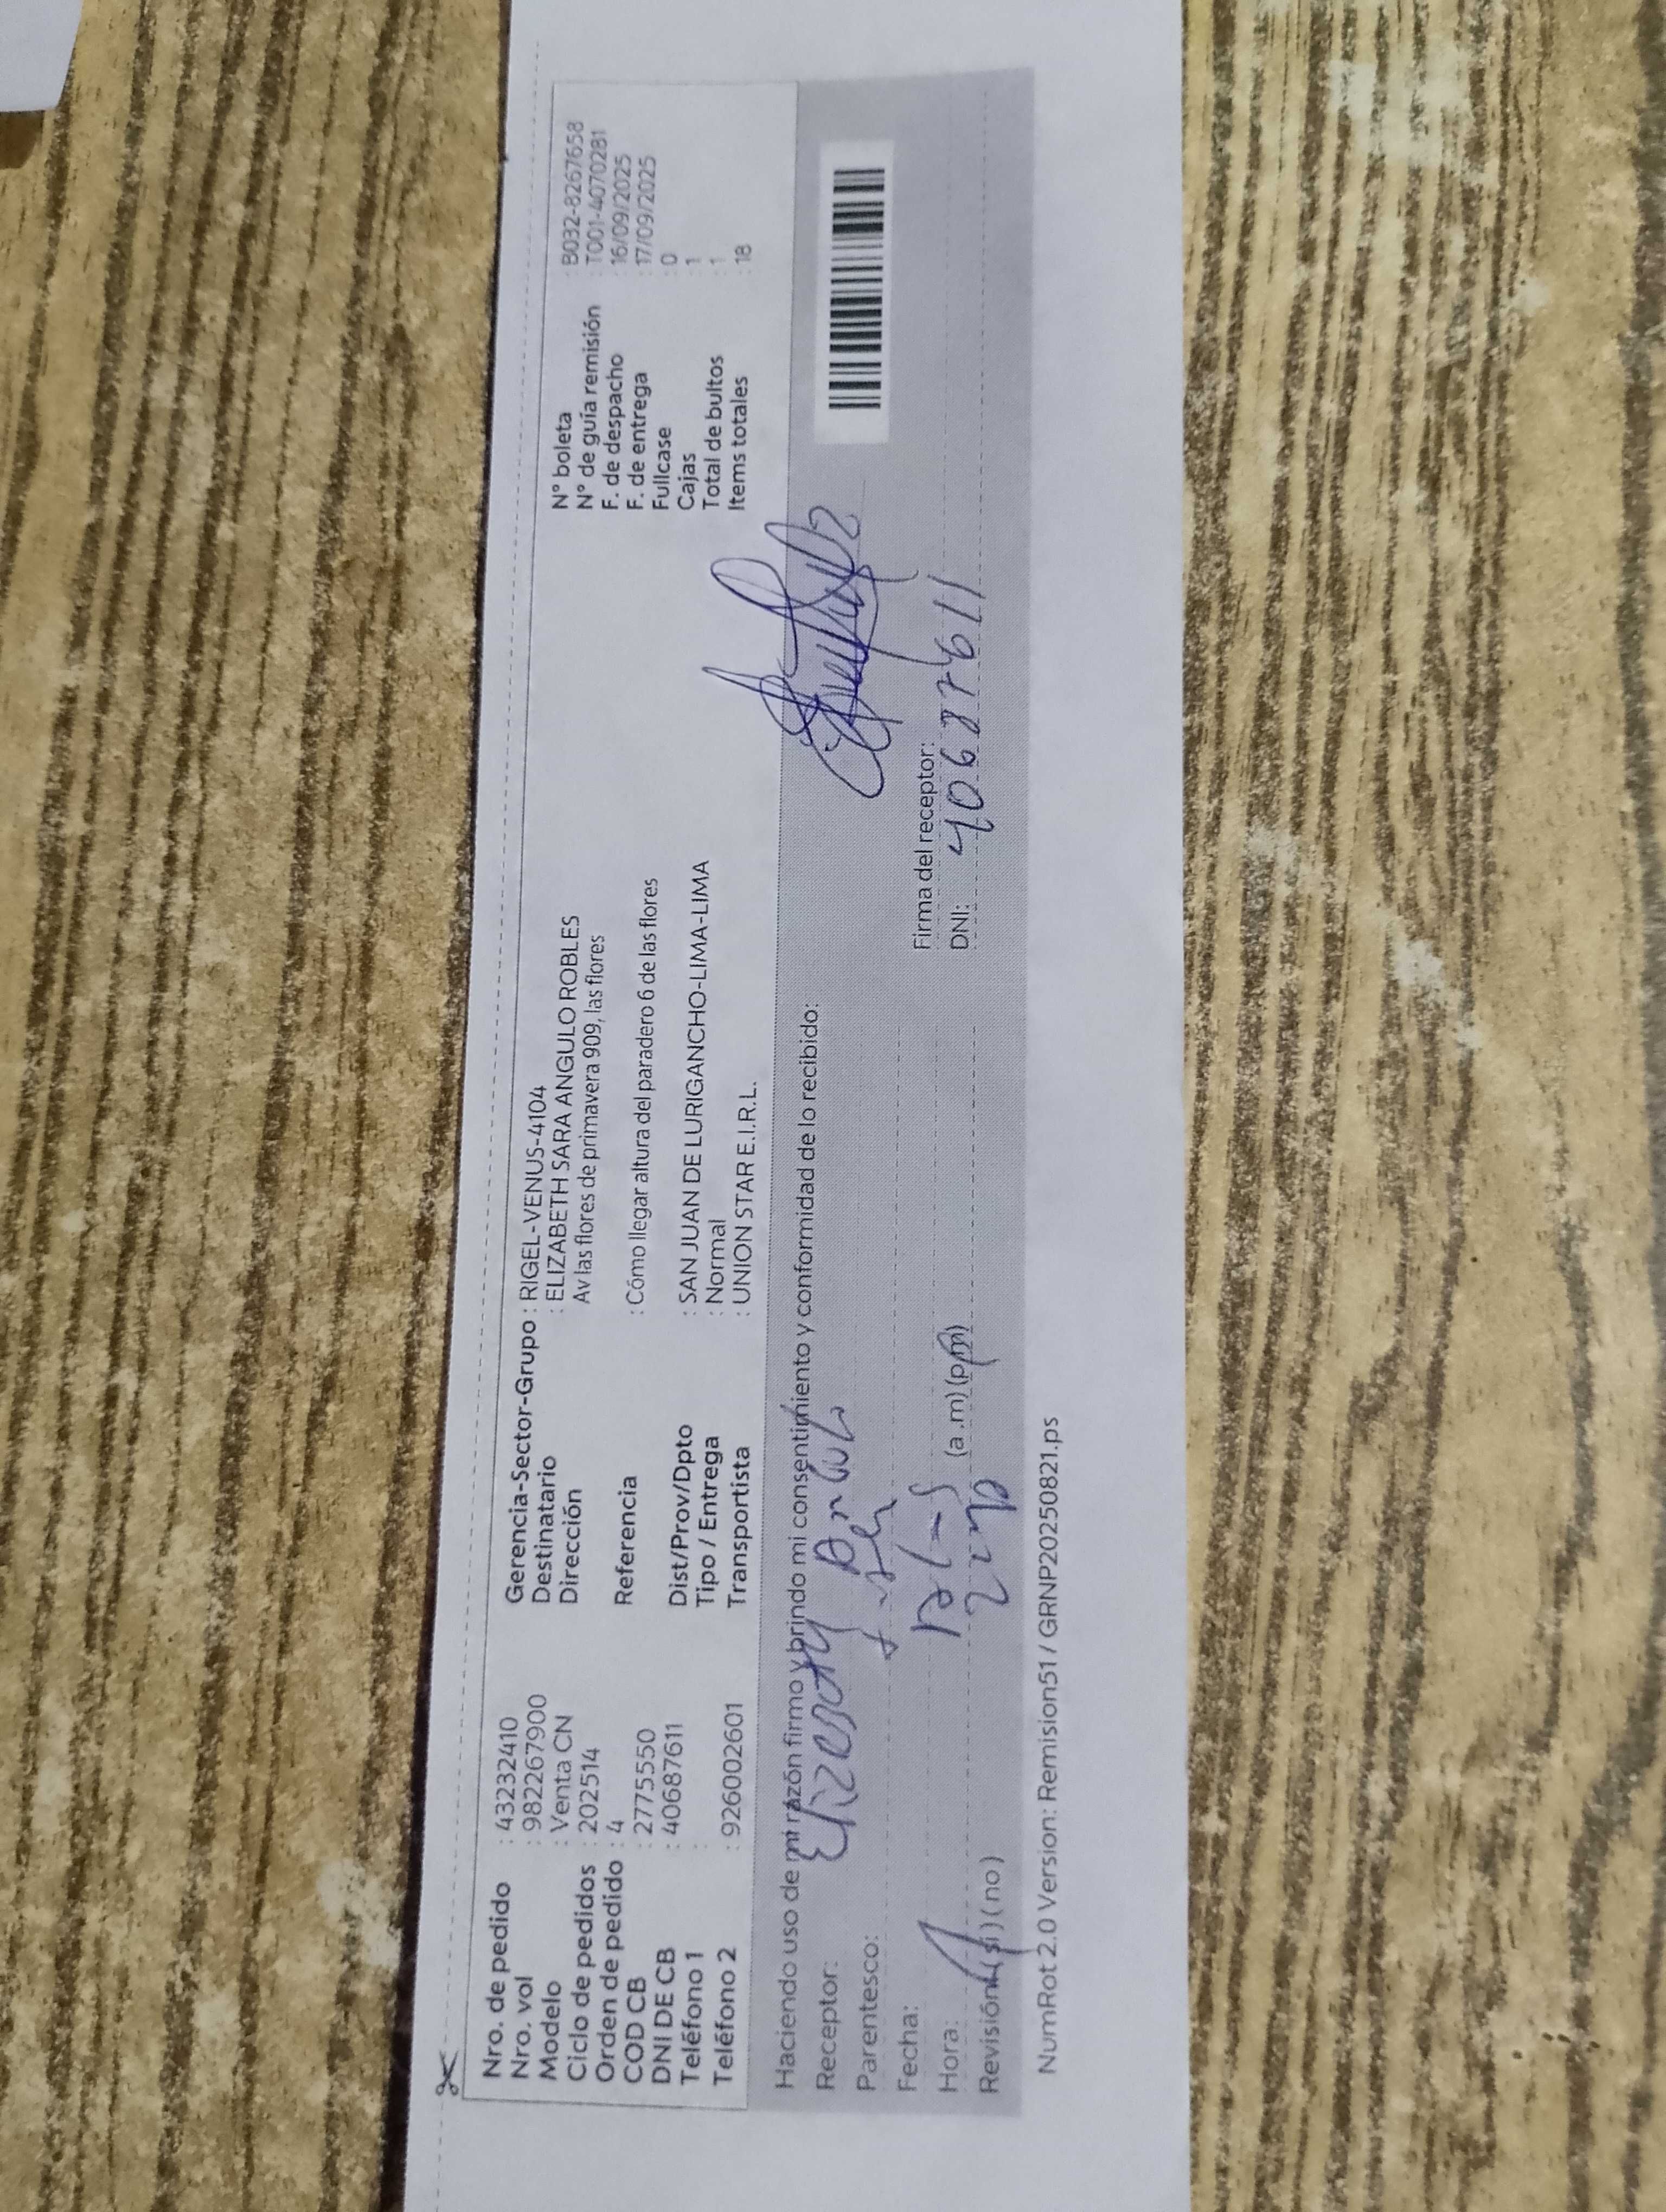 Nro. de pedido : 43232410
Nro. vol : 982267900
Modelo : Venta CN
Ciclo de pedidos : 202514
Orden de pedido : 4
COD CB : 2775550
DNI DE CB : 40687611
Teléfono 1 :
Teléfono 2 : 926002601
Gerencia-Sector-Grupo : RIGEL-VENUS-4104
Destinatario : ELIZABETH SARA ANGULO ROBLES
Dirección Av las flores de primavera 909, las flores
Referencia : Cómo llegar altura del paradero 6 de las flores
Dist/Prov/Dpto : SAN JUAN DE LURIGANCHO-LIMA-LIMA
Tipo / Entrega : Normal
Transportista : UNION STAR E.I.R.L.
N° boleta : B032-8267658
N° de guía remisión : T001-4070281
F. de despacho : 16/09/2025
F. de entrega : 17/09/2025
Fullcase : 0
Cajas : 1
Total de bultos : 1
Items totales : 18
Haciendo uso de mi razón firmo y brindo mi consentimiento y conformidad de lo recibido:
Receptor:
Parentesco:
Fecha:
Hora: (a.m) (p.m)
Revisión: (si) (no)
Firma del receptor:
DNI: 40687611
NumRot 2.0 Version: Remision51 / GRNP20250821.ps